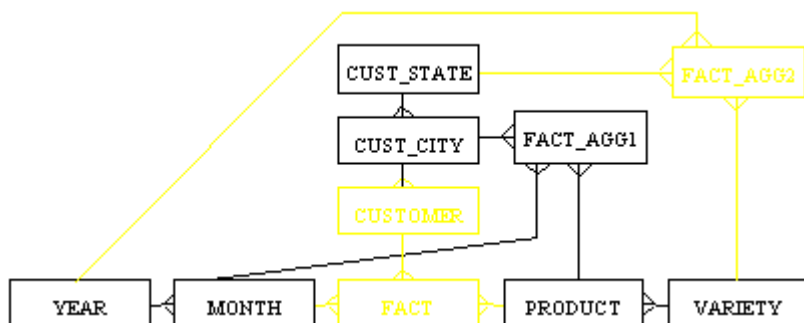 CUST_STATE
FACT_AGG2
CUST_CITY
FACT_AGG1
CUSTOMER
YEAR
MONTH
FACT
PRODUCT
VARIETY